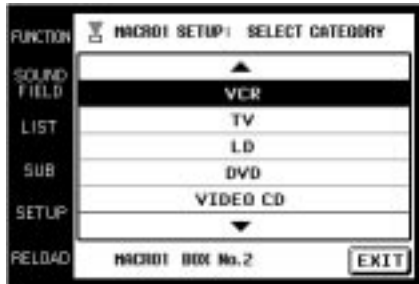 FUNCTION
SOUND
FIELD
LIST
SUB
SETUP
RELOAD
MACRO1 SETUP: SELECT CATEGORY
VCR
TV
LD
DVD
VIDEO CD
MACRO1 BOX No.2
EXIT